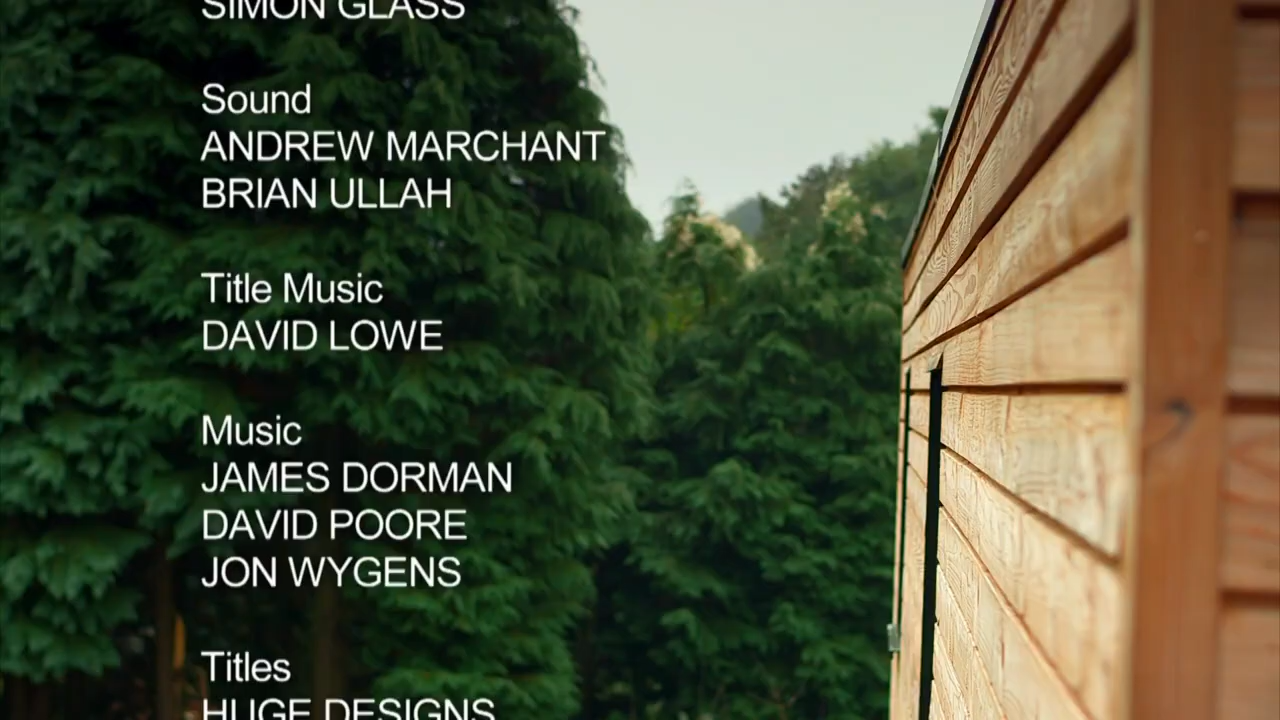 SIMON GLASS
Sound
ANDREW MARCHANT
BRIAN ULLAH
Title Music
DAVID LOWE
Music
JAMES DORMAN
DAVID POORE
JON WYGENS
Titles
HUGE DESIGNS